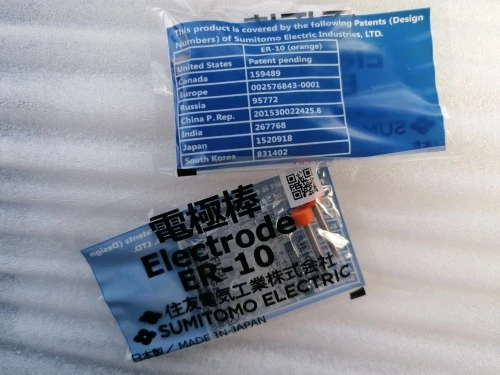 This product is covered by the following Patents (Design
Numbers) of Sumitomo Electric Industries, LTD.
ER-10 (orange)
United States Patent pending
Canada 159489
Europe 002576843-0001
Russia 95772
China P.Rep. 201530022425.8
India 267768
Japan 1520918
South Korea 831402
電極棒
Electrode
ER-10
住友電気工業株式会社
SUMITOMO ELECTRIC
日本製／MADE IN JAPAN